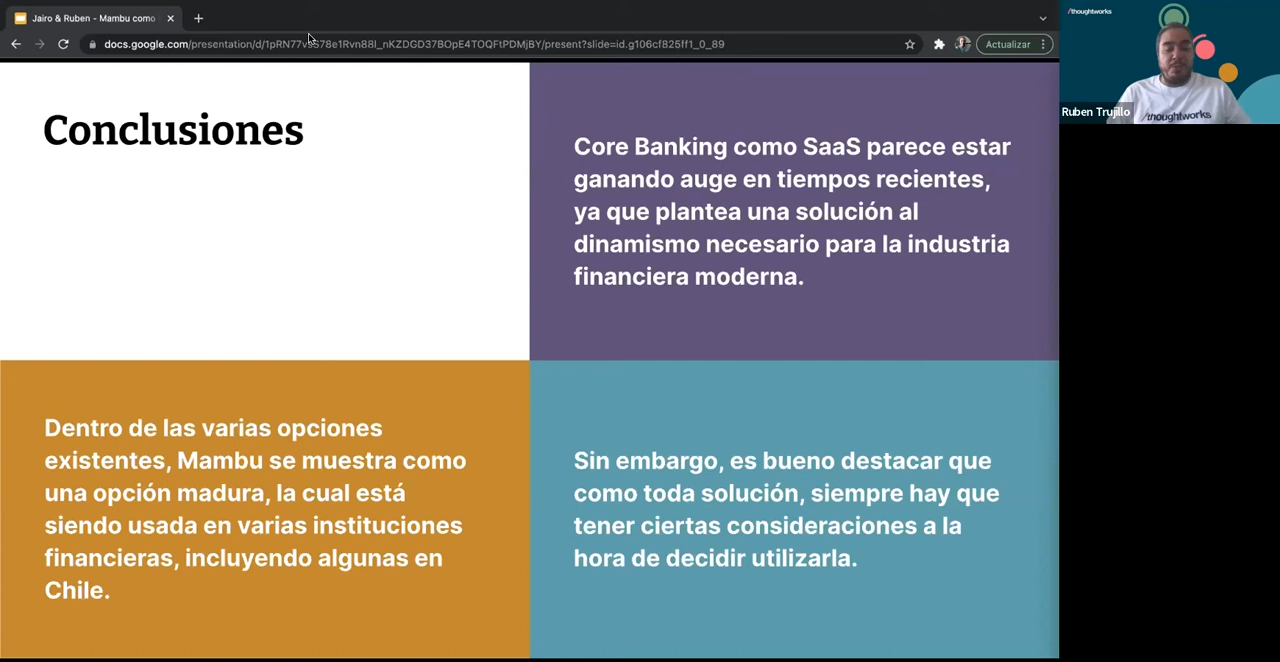 Jairo & Ruben - Mambu como
docs.google.com/presentation/d/1pRN77vsS78e1Rvn88l_nKZDGD37BOpE4TOQFtPDMjBY/present?slide=id.g106cf825ff1_0_89
Actualizar
/thoughtworks
Ruben Trujillo
/thoughtworks
Conclusiones
Core Banking como SaaS parece estar
ganando auge en tiempos recientes,
ya que plantea una solución al
dinamismo necesario para la industria
financiera moderna.
Dentro de las varias opciones
existentes, Mambu se muestra como
una opción madura, la cual está
siendo usada en varias instituciones
financieras, incluyendo algunas en
Chile.
Sin embargo, es bueno destacar que
como toda solución, siempre hay que
tener ciertas consideraciones a la
hora de decidir utilizarla.